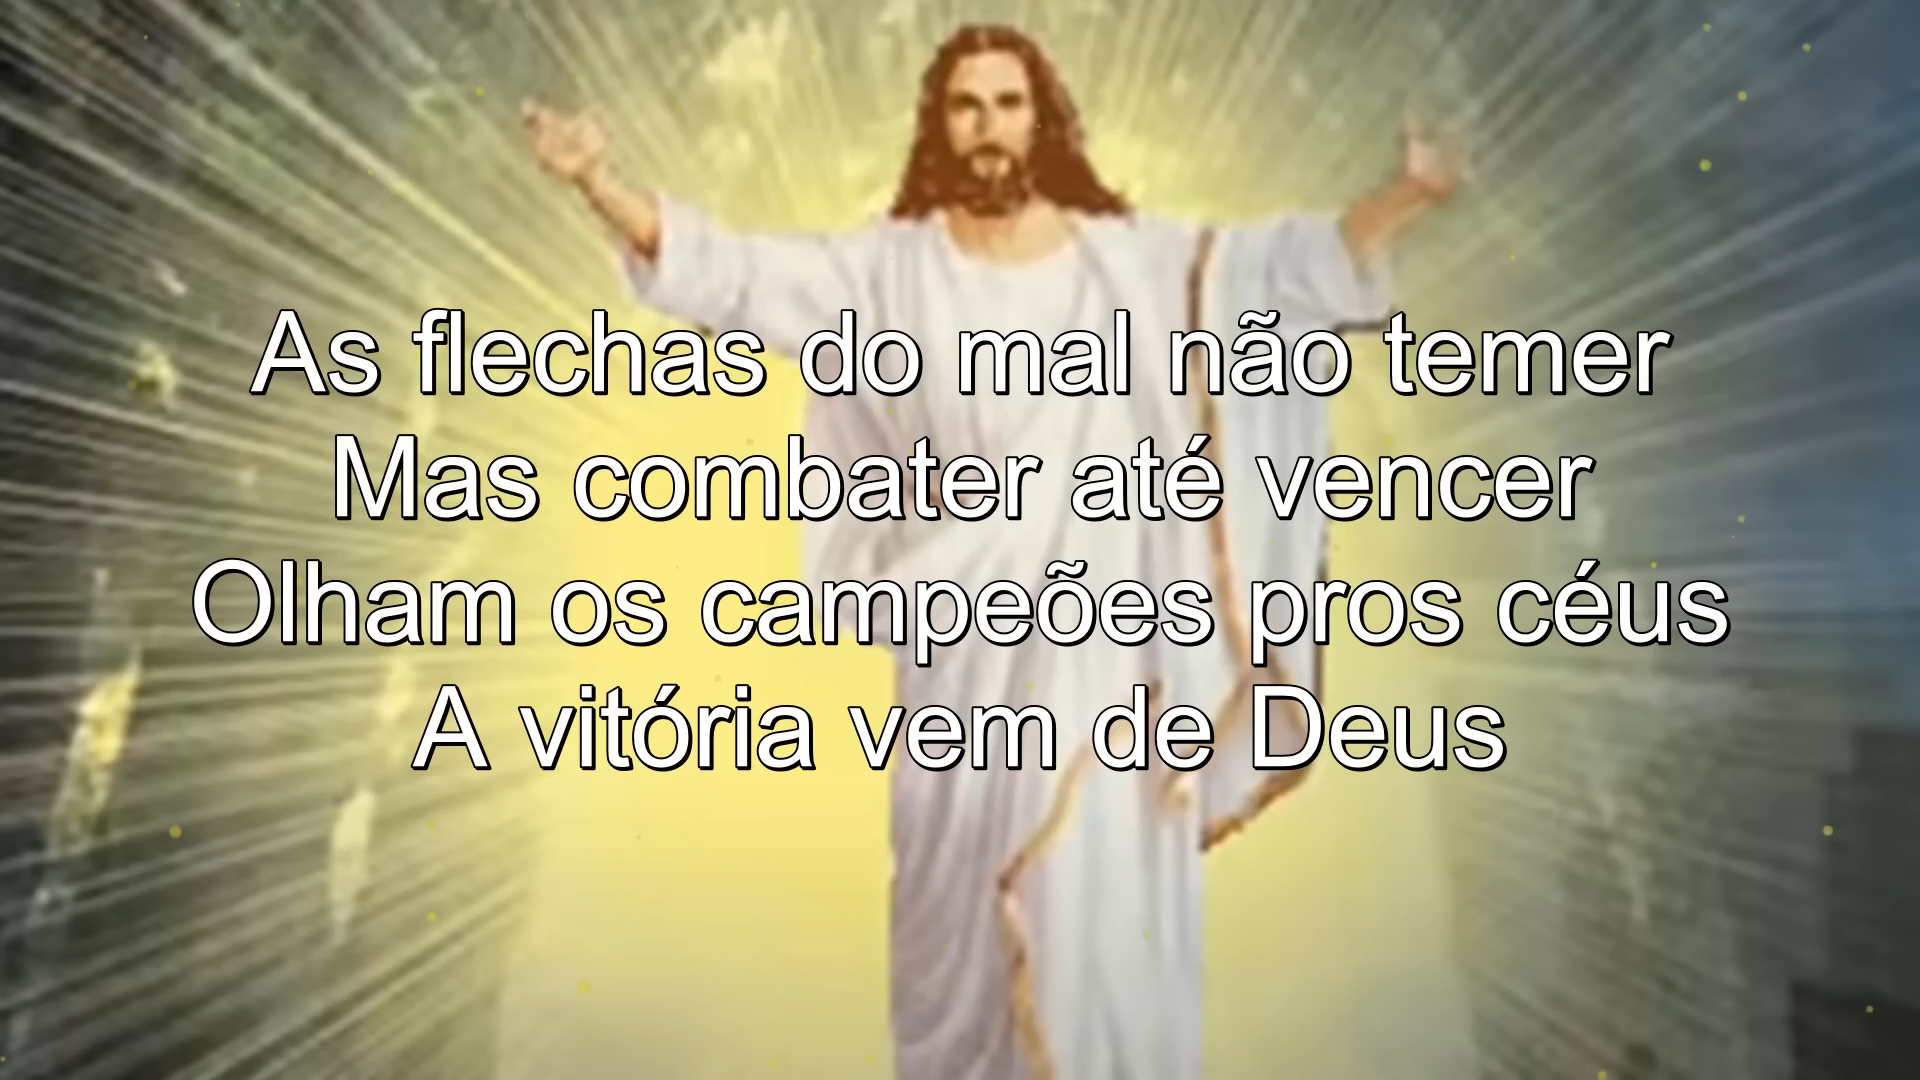 As flechas do mal não temer
Mas combater até vencer
Olham os campeões pros céus
A vitória vem de Deus